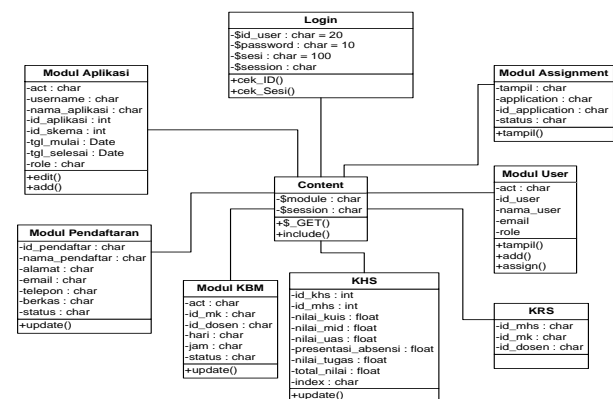 Login
-$id_user : char = 20
-$password : char = 10
-$sesi : char = 100
-$session : char
+cek_ID()
+cek_Sesi()
Modul Aplikasi
-act : char
-username : char
-nama_aplikasi : char
-id_aplikasi : int
-id_skema : int
-tgl_mulai : Date
-tgl_selesai : Date
-role : char
+edit()
+add()
Modul Assignment
-tampil : char
-application : char
-id_application : char
-status : char
+tampil()
Content
-$module : char
-$session : char
+$_GET()
+include()
Modul User
-act : char
-id_user
-nama_user
-email
-role
+tampil()
+add()
+assign()
Modul Pendaftaran
-id_pendaftar : char
-nama_pendaftar : char
-alamat : char
-email : char
-telepon : char
-berkas : char
-status : char
+update()
Modul KBM
-act : char
-id_mk : char
-id_dosen : char
-hari : char
-jam : char
-status : char
+update()
KHS
-id_khs : int
-id_mhs : int
-nilai_kuis : float
-nilai_mid : float
-nilai_uas : float
-presentasi_absensi : float
-nilai_tugas : float
-total_nilai : float
-index : char
+update()
KRS
-id_mhs : char
-id_mk : char
-id_dosen : char